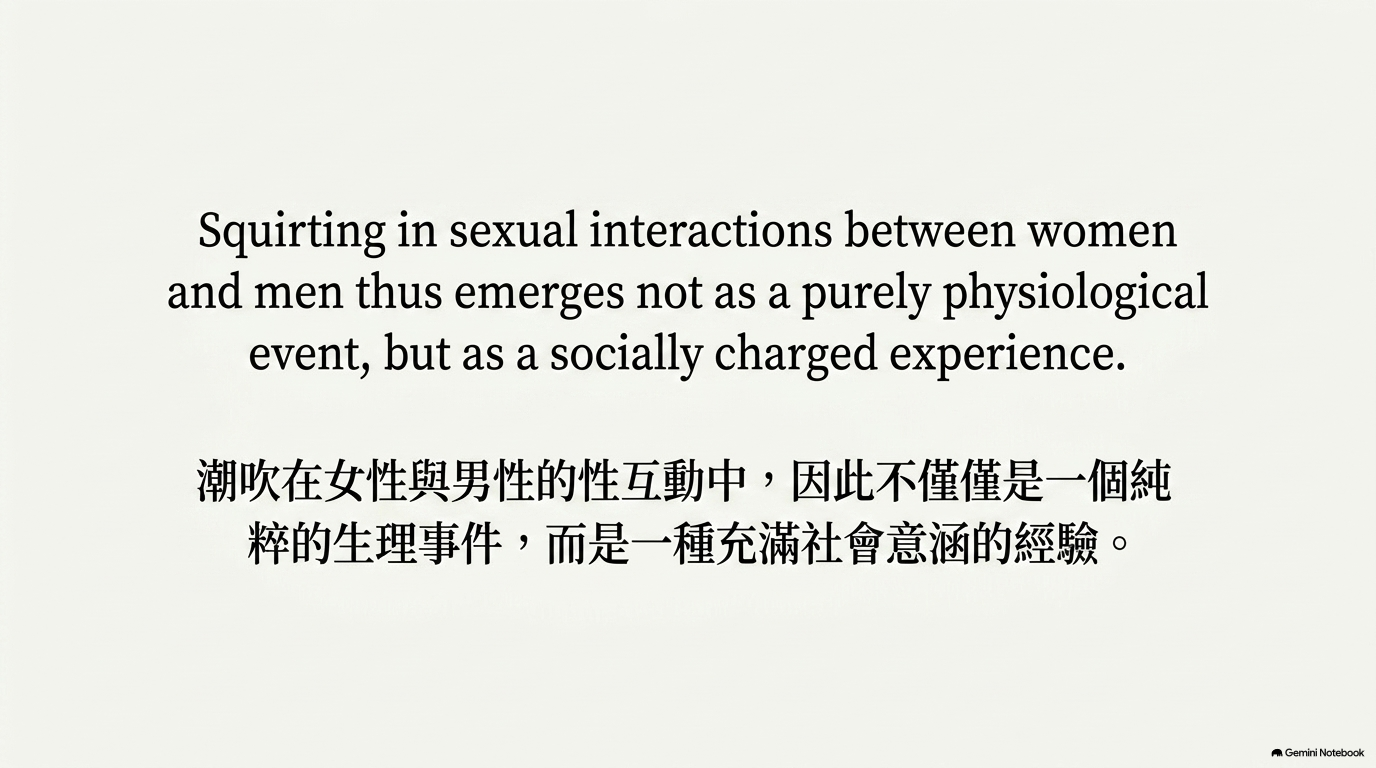 Squirting in sexual interactions between women
and men thus emerges not as a purely physiological
event, but as a socially charged experience.
潮吹在女性與男性的性互動中，因此不僅僅是一個純
粹的生理事件，而是一種充滿社會意涵的經驗。
Gemini Notebook